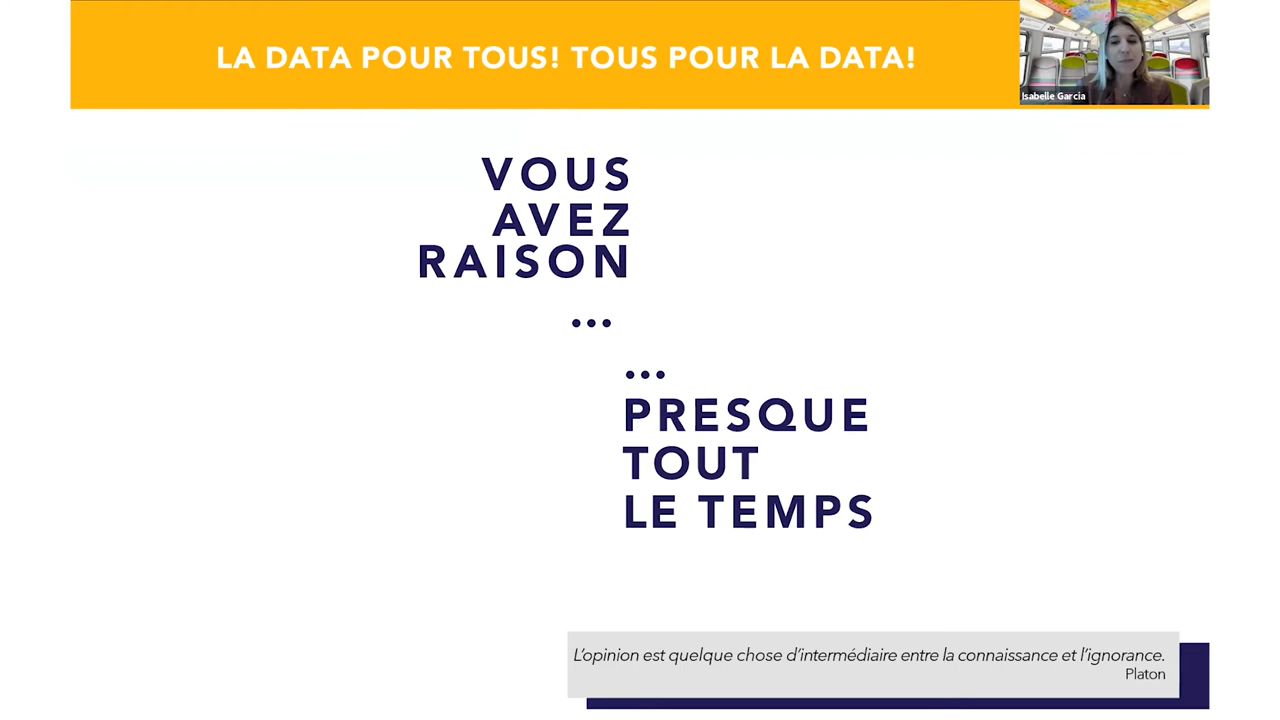 LA DATA POUR TOUS! TOUS POUR LA DATA!
Isabelle Garcia
VOUS
AVEZ
RAISON
...
...
PRESQUE
TOUT
LE TEMPS
L'opinion est quelque chose d'intermédiaire entre la connaissance et l'ignorance.
Platon